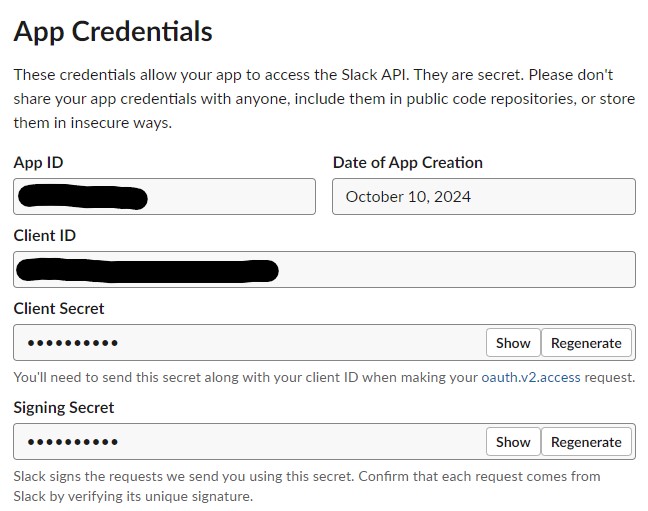 App Credentials
These credentials allow your app to access the Slack API. They are secret. Please don't
share your app credentials with anyone, include them in public code repositories, or store
them in insecure ways.
App ID
Date of App Creation
October 10, 2024
Client ID
Client Secret
••••••••••
Show
Regenerate
You'll need to send this secret along with your client ID when making your oauth.v2.access request.
Signing Secret
••••••••••
Show
Regenerate
Slack signs the requests we send you using this secret. Confirm that each request comes from
Slack by verifying its unique signature.